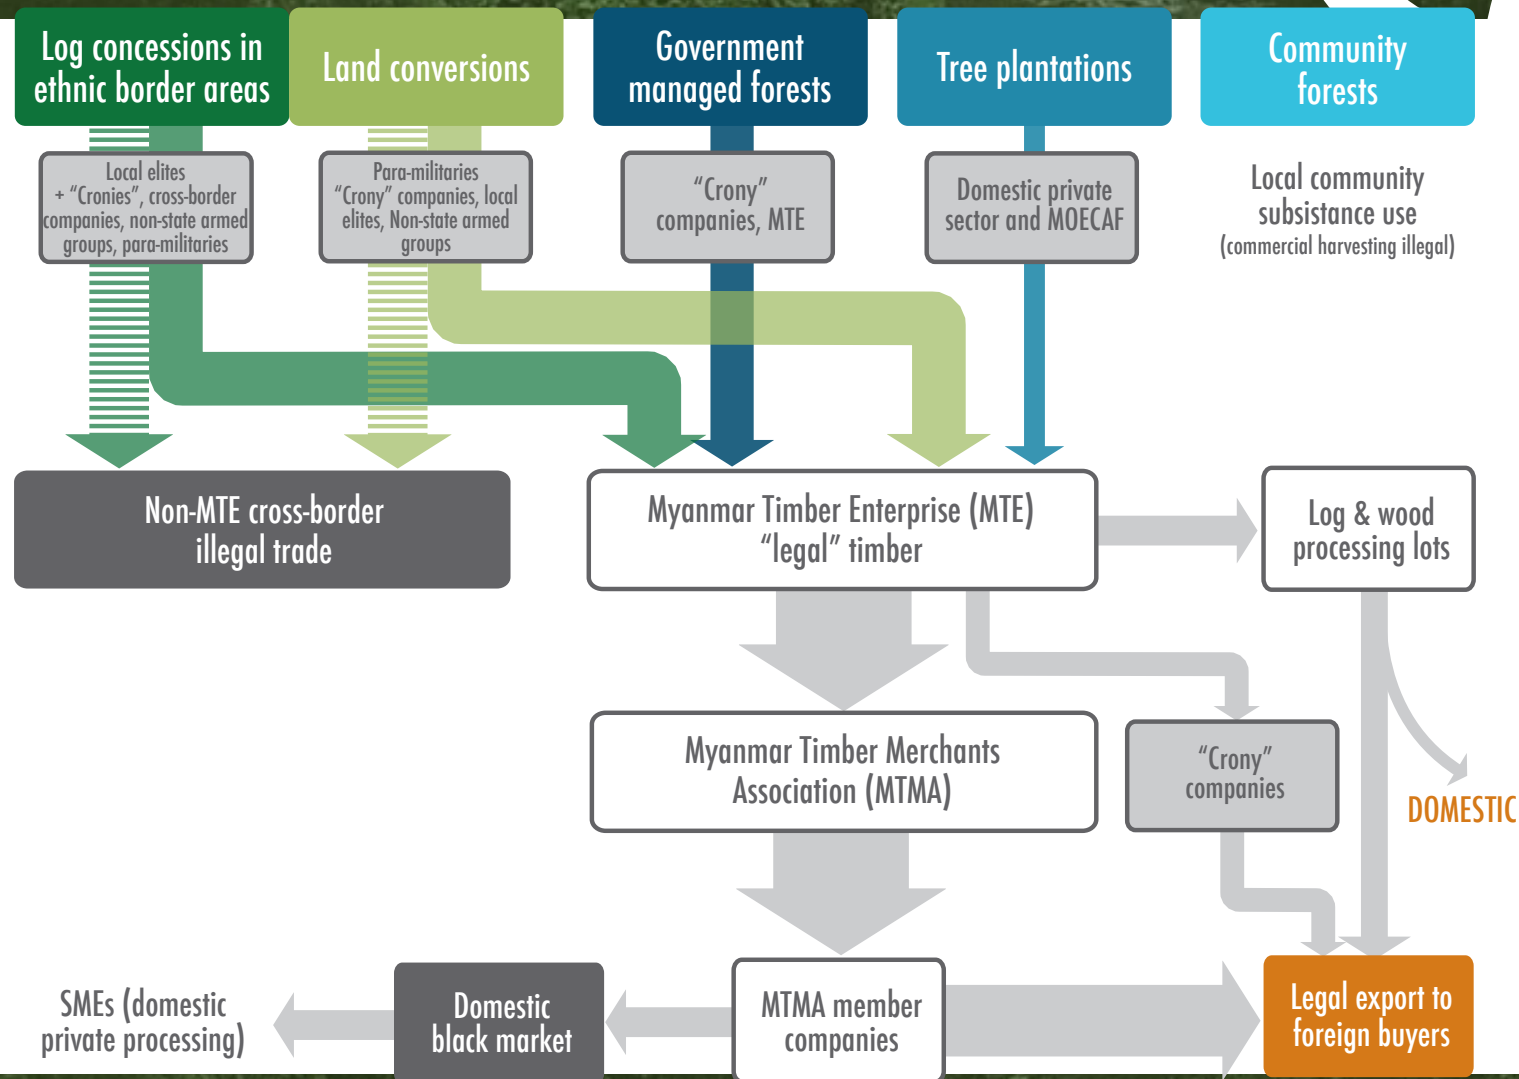 Log concessions in
ethnic border areas
Land conversions
Government
managed forests
Tree plantations
Community
forests
Local elites
+ “Cronies”, cross-border
companies, non-state armed
groups, para-militaries
Para-militaries
“Crony” companies, local
elites, Non-state armed
groups
“Crony”
companies, MTE
Domestic private
sector and MOECAF
Local community
subsistance use
(commercial harvesting illegal)
Non-MTE cross-border
illegal trade
Myanmar Timber Enterprise (MTE)
“legal” timber
Log & wood
processing lots
Myanmar Timber Merchants
Association (MTMA)
“Crony”
companies
DOMESTIC
SMEs (domestic
private processing)
Domestic
black market
MTMA member
companies
Legal export to
foreign buyers